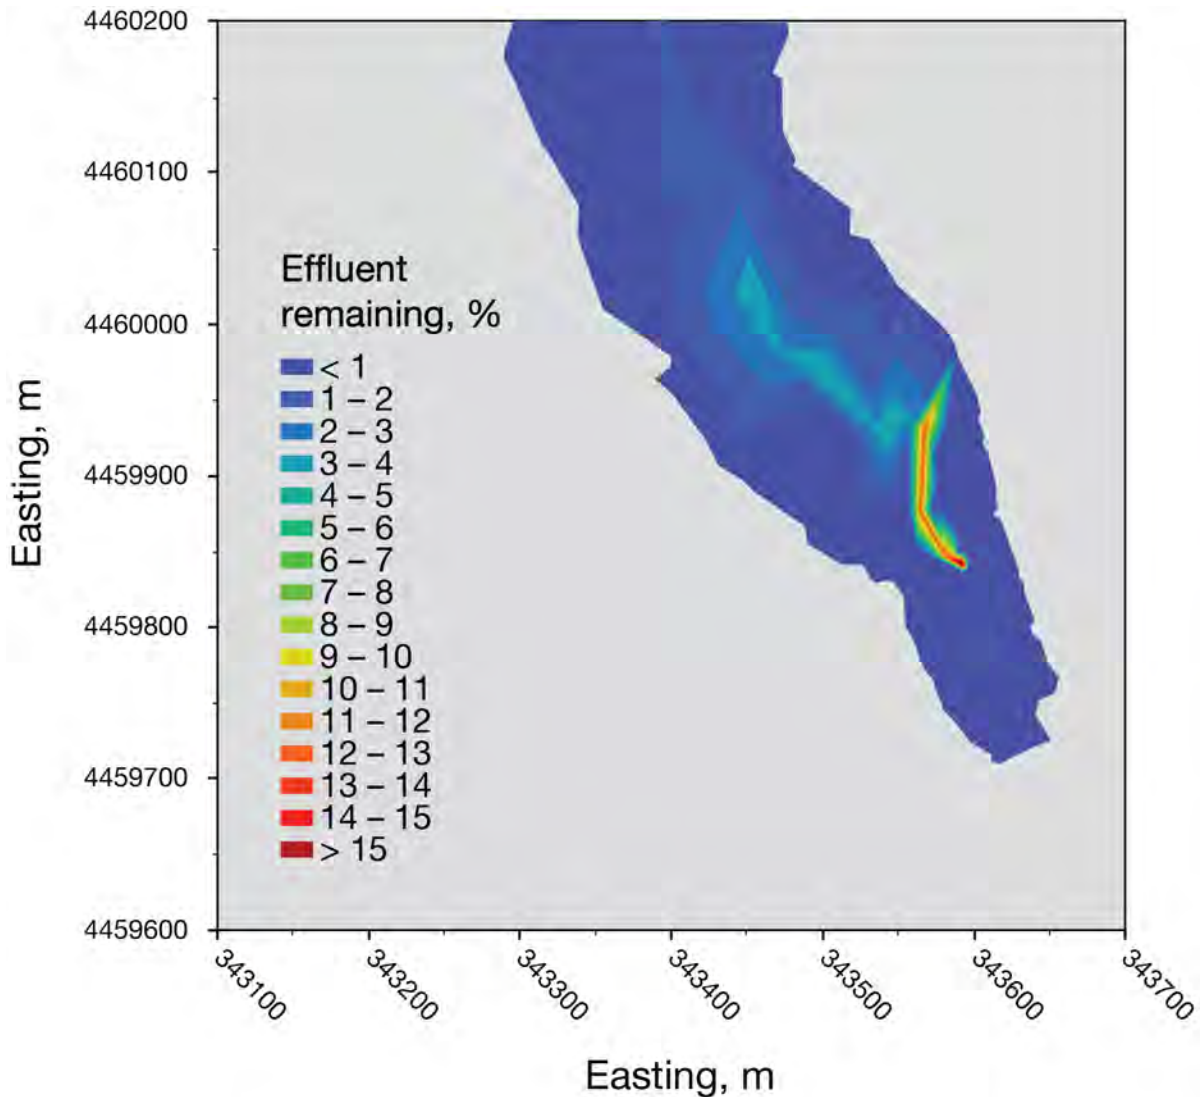 4460200
4460100
4460000
4459900
4459800
4459700
4459600
Easting, m
Effluent
remaining, %
< 1
1 – 2
2 – 3
3 – 4
4 – 5
5 – 6
6 – 7
7 – 8
8 – 9
9 – 10
10 – 11
11 – 12
12 – 13
13 – 14
14 – 15
> 15
343100
343200
343300
343400
343500
343600
343700
Easting, m